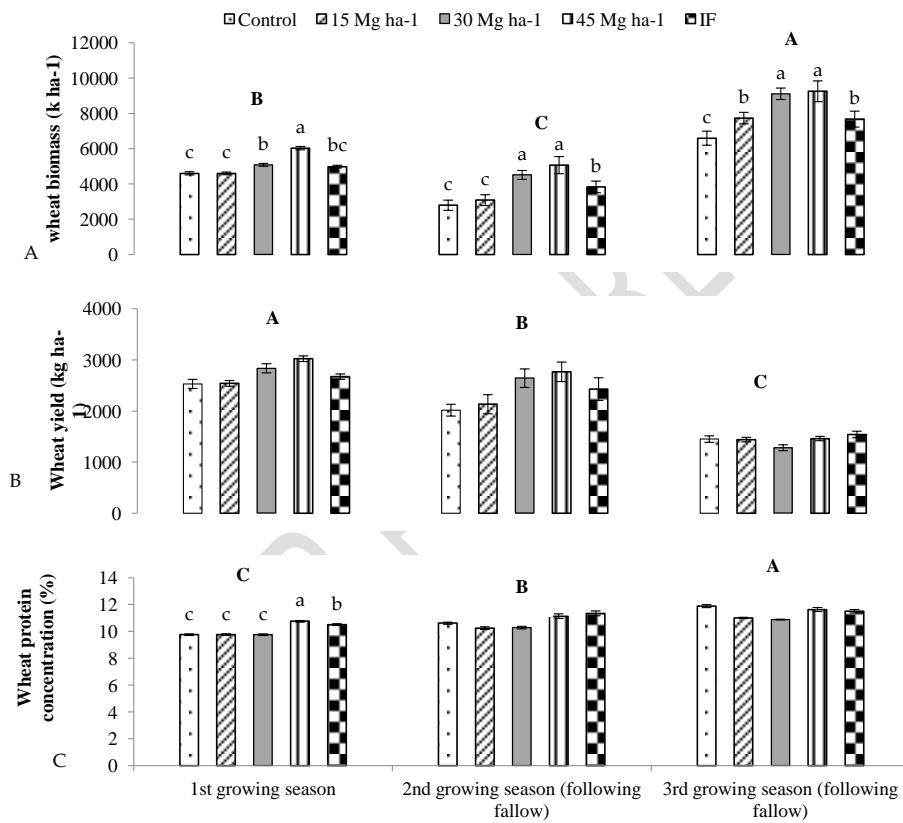 Control 15 Mg ha-1 30 Mg ha-1 45 Mg ha-1 IF
wheat biomass (k ha-1)
12000
10000
8000
6000
4000
2000
0
A
B
c c b a bc
C
c c a a b
A
c b a a b
Wheat yield (kg ha-
1)
4000
3000
2000
1000
0
B
A
B
C
Wheat protein
concentration (%)
14
12
10
8
6
4
2
0
C
C
c c c a b
B
A
1st growing season
2nd growing season (following
fallow)
3rd growing season (following
fallow)